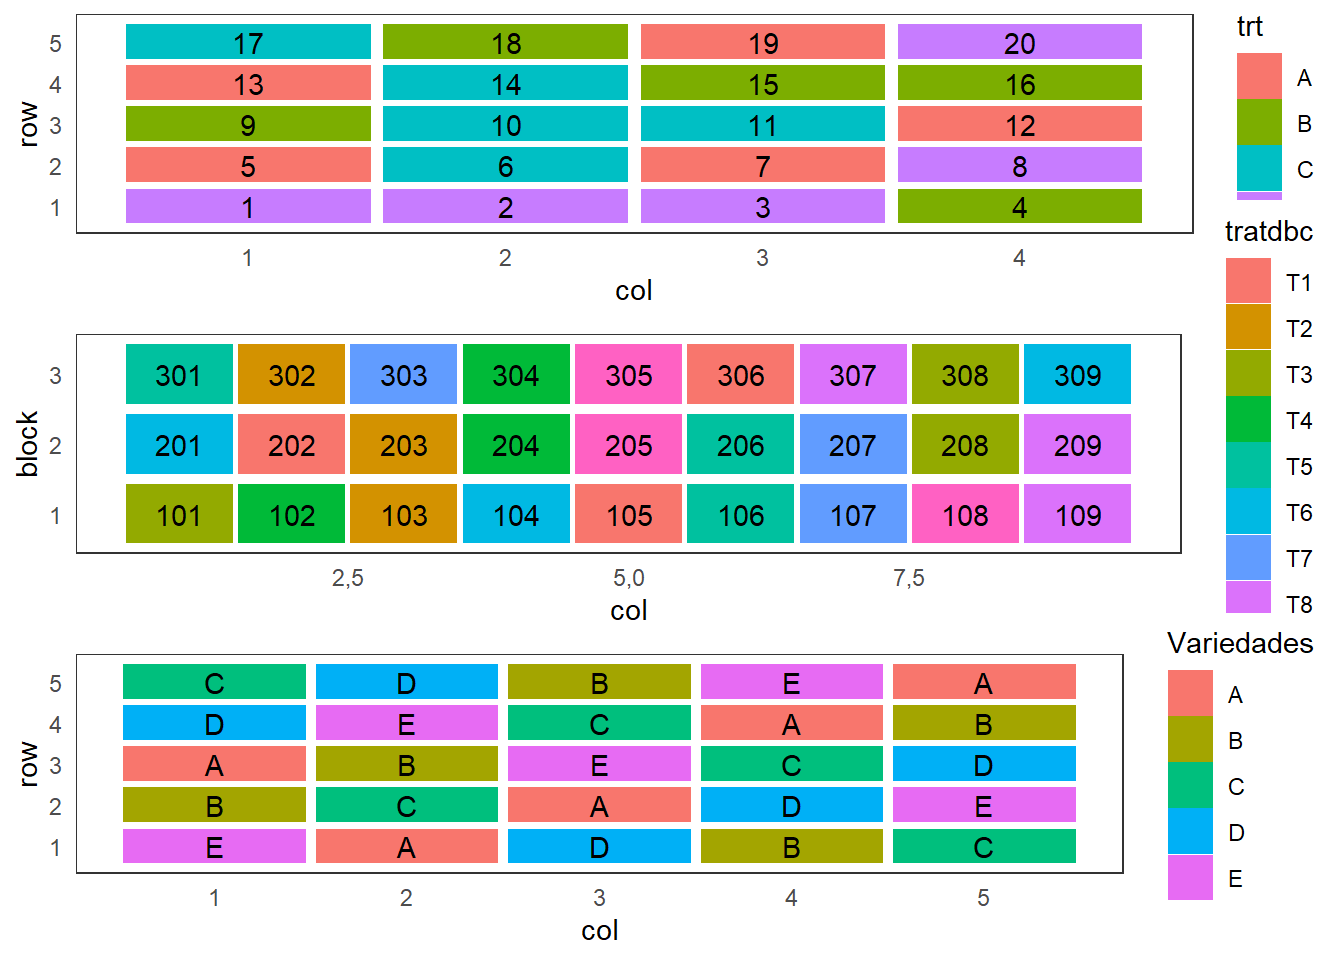 trt
5 17 18 19 20
4 13 14 15 16
3 9 10 11 12
2 5 6 7 8
1 1 2 3 4
row
1 2 3 4
col
A
B
C
tratdbc
T1
T2
T3
T4
T5
T6
T7
T8
3 301 302 303 304 305 306 307 308 309
2 201 202 203 204 205 206 207 208 209
1 101 102 103 104 105 106 107 108 109
block
2,5 5,0 7,5
col
Variedades
A
B
C
D
E
5 C D B E A
4 D E C A B
3 A B E C D
2 B C A D E
1 E A D B C
row
1 2 3 4 5
col